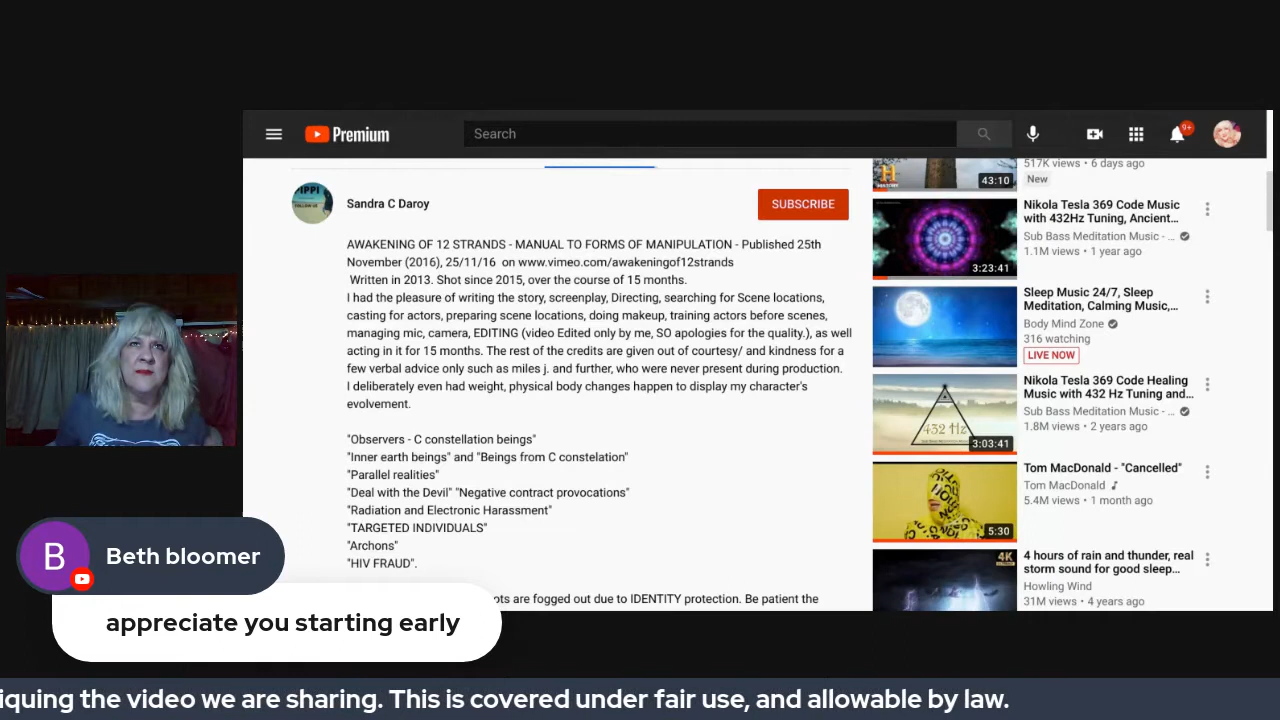 Premium
Search
9+
Sandra C Daroy
SUBSCRIBE
AWAKENING OF 12 STRANDS - MANUAL TO FORMS OF MANIPULATION - Published 25th
November (2016), 25/11/16 on www.vimeo.com/awakeningof12strands
Written in 2013. Shot since 2015, over the course of 15 months.
I had the pleasure of writing the story, screenplay, Directing, searching for Scene locations,
casting for actors, preparing scene locations, doing makeup, training actors before scenes,
managing mic, camera, EDITING (video Edited only by me, SO apologies for the quality.), as well
acting in it for 15 months. The rest of the credits are given out of courtesy/ and kindness for a
few verbal advice only such as miles j. and further, who were never present during production.
I deliberately even had weight, physical body changes happen to display my character's
evolvement.
"Observers - C constellation beings"
"Inner earth beings" and "Beings from C constelation"
"Parallel realities"
"Deal with the Devil" "Negative contract provocations"
"Radiation and Electronic Harassment"
"TARGETED INDIVIDUALS"
"Archons"
"HIV FRAUD".
ots are fogged out due to IDENTITY protection. Be patient the
43:10
517K views • 6 days ago
New
3:23:41
Nikola Tesla 369 Code Music
with 432Hz Tuning, Ancient...
Sub Bass Meditation Music - ...
1.1M views • 1 year ago
Sleep Music 24/7, Sleep
Meditation, Calming Music,...
Body Mind Zone
316 watching
LIVE NOW
432 Hz
3:03:41
Nikola Tesla 369 Code Healing
Music with 432 Hz Tuning and...
Sub Bass Meditation Music - ...
1.8M views • 2 years ago
5:30
Tom MacDonald - "Cancelled"
Tom MacDonald
5.4M views • 1 month ago
4K
4 hours of rain and thunder, real
storm sound for good sleep...
Howling Wind
31M views • 4 years ago
B
Beth bloomer
appreciate you starting early
iquing the video we are sharing. This is covered under fair use, and allowable by law.